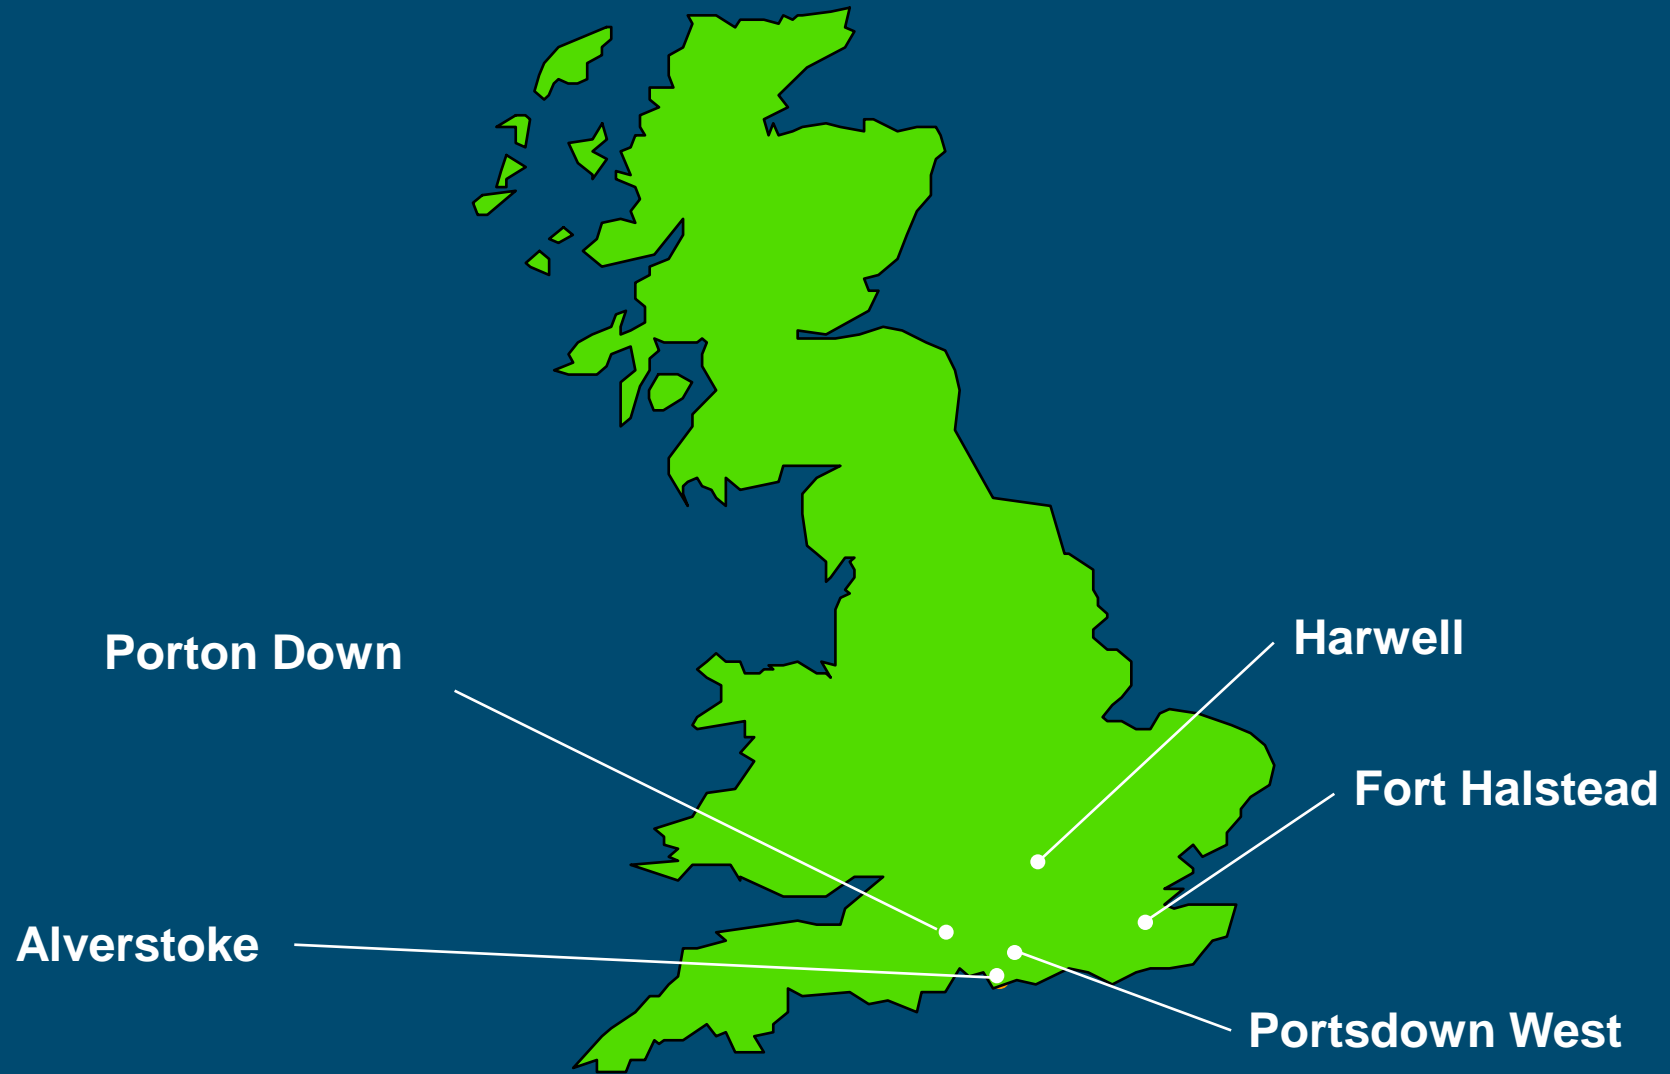 Harwell
Porton Down
Fort Halstead
Alverstoke
Portsdown West